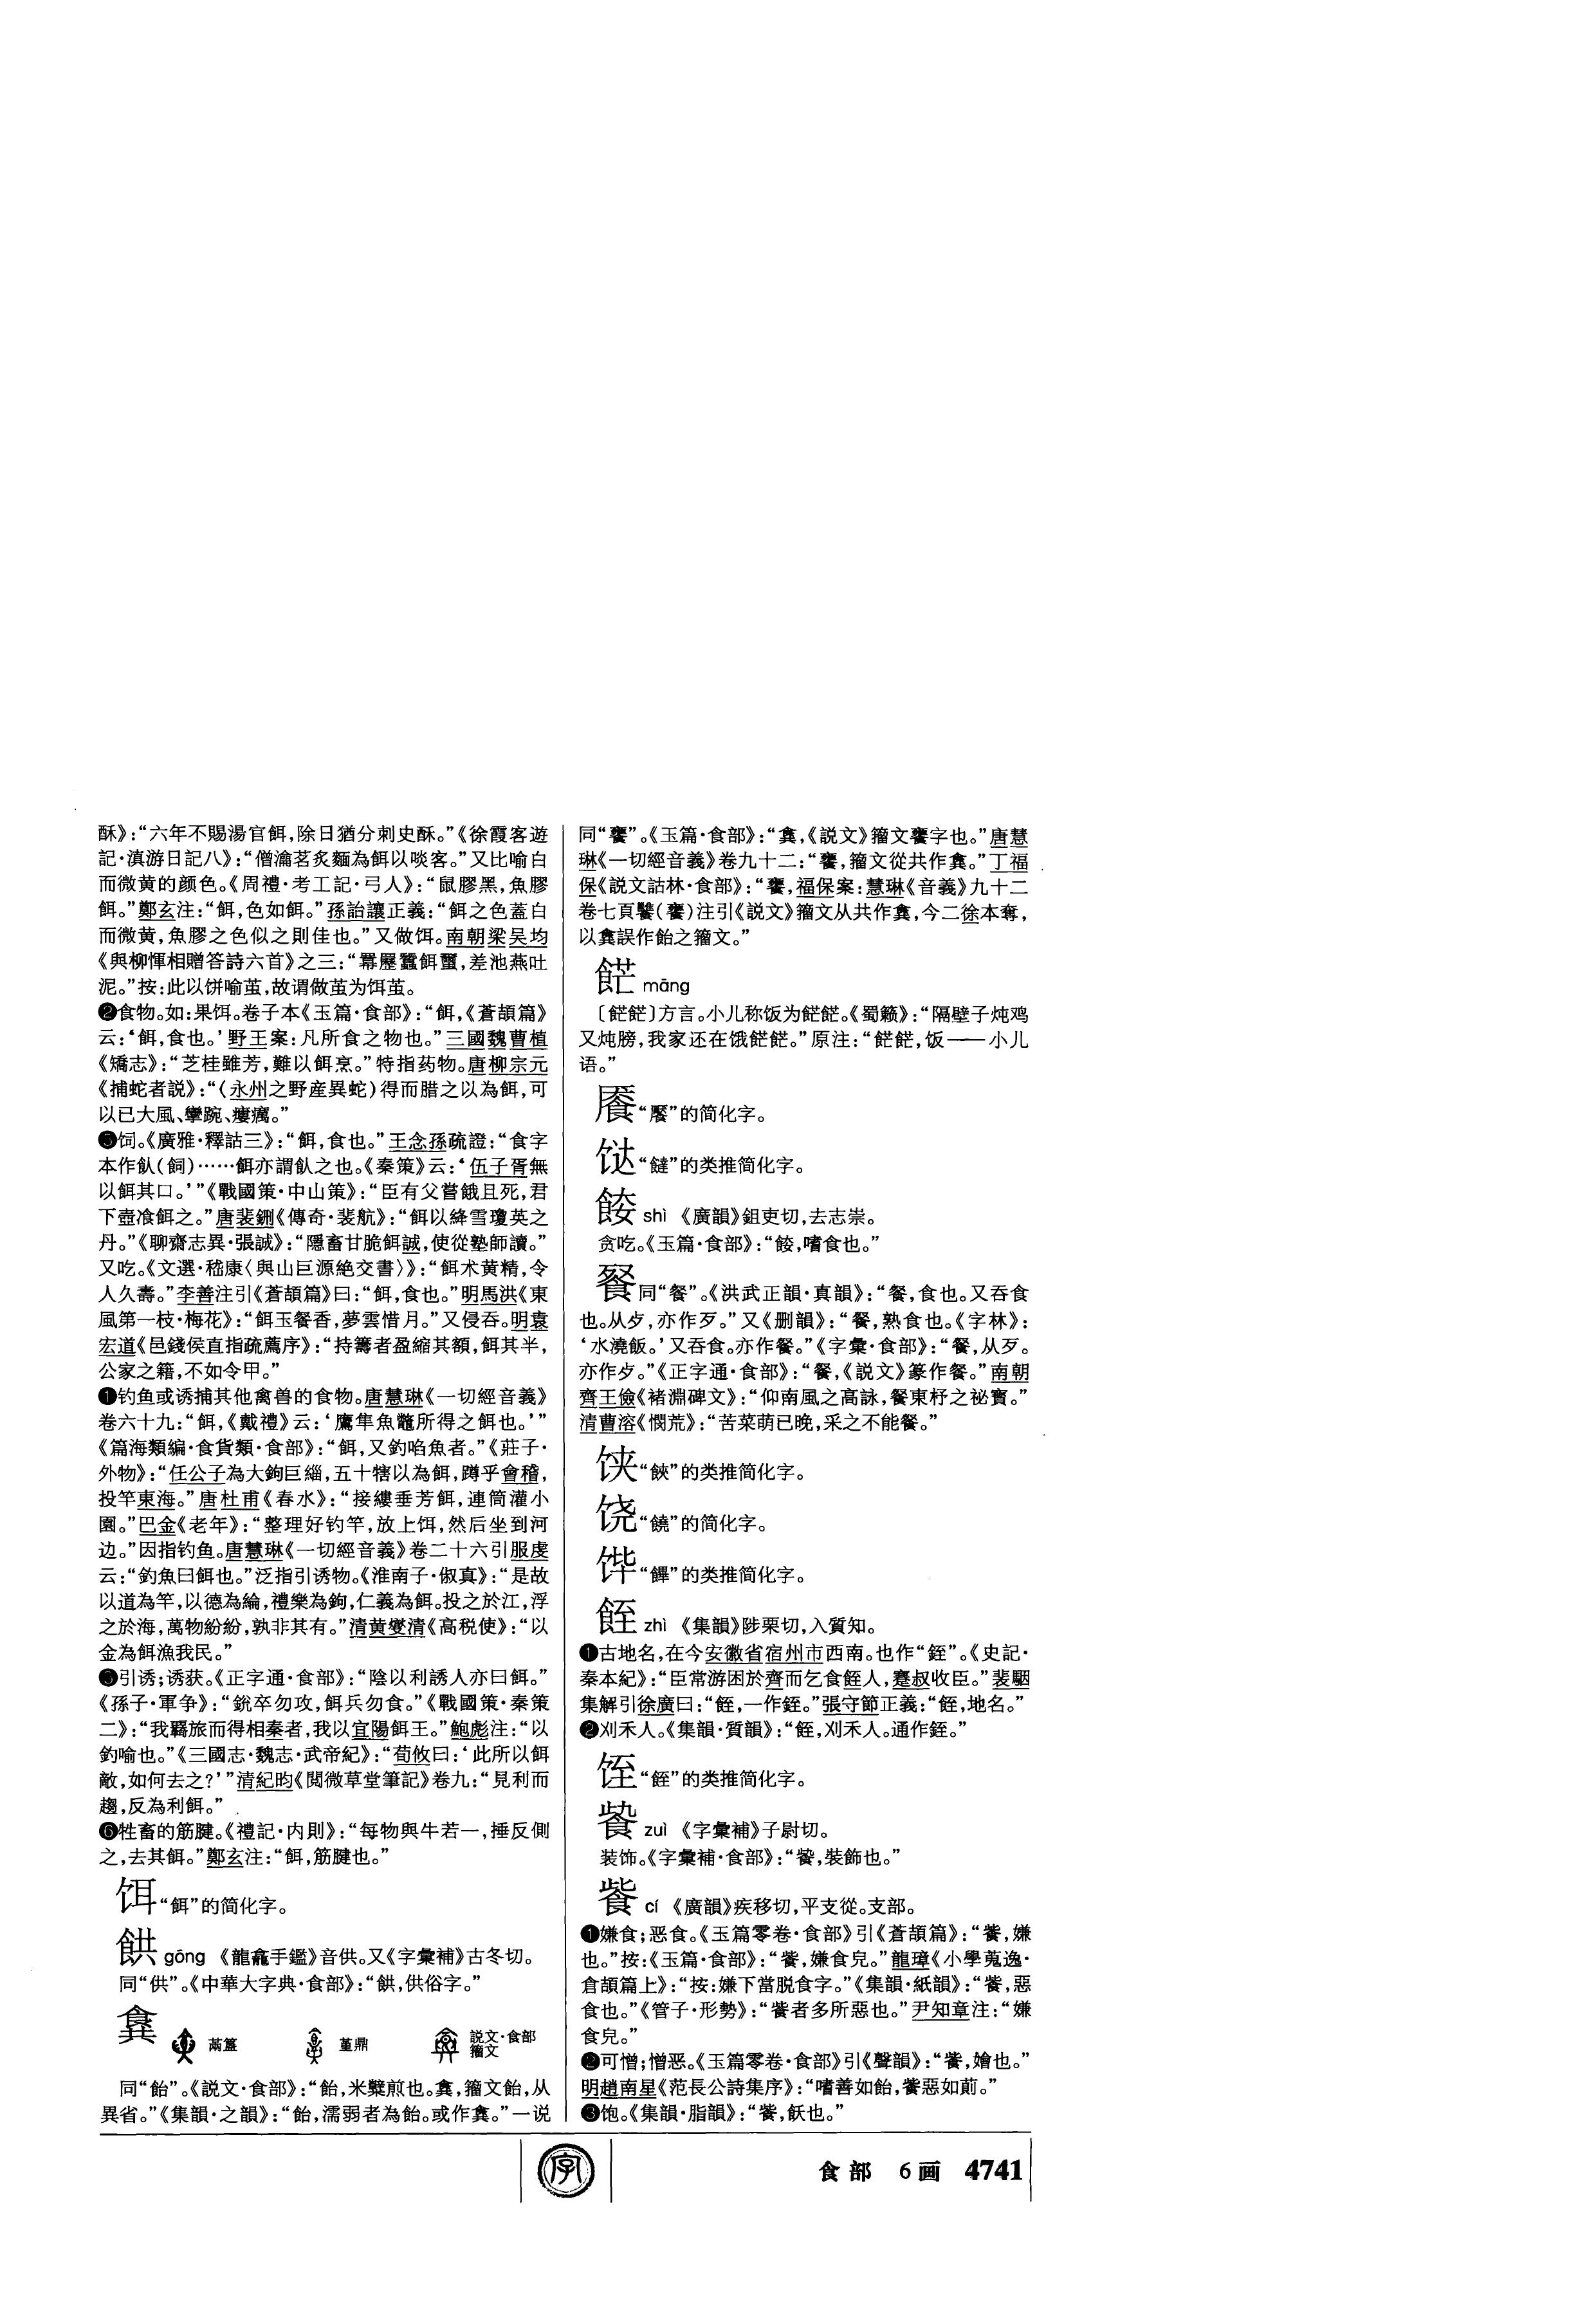 酥》：“六年不賜湯官餌，除日猶分刺史酥。”《徐霞客遊
記·滇游日記八》：“僧瀹茗炙麵為餌以啖客。”又比喻白
而微黄的颜色。《周禮·考工記·弓人》：“鼠膠黑，魚膠
餌。”鄭玄注：“餌，色如餌。”孫詒讓正義：“餌之色蓋白
而微黄，魚膠之色似之則佳也。”又做饵。南朝梁吴均
《與柳惲相贈答詩六首》之三：“羃䍥蠶餌繭，差池燕吐
泥。”按：此以饼喻茧，故谓做茧为饵茧。
❷食物。如：果饵。卷子本《玉篇·食部》：“餌，《蒼頡篇》
云：‘餌，食也。’野王案：凡所食之物也。”三國魏曹植
《矯志》：“芝桂雖芳，難以餌烹。”特指药物。唐柳宗元
《捕蛇者説》：“（永州之野産異蛇）得而腊之以為餌，可
以已大風、攣踠、瘻癘。”
❸饲。《廣雅·釋詁三》：“餌，食也。”王念孫疏證：“食字
本作飤（飼）……餌亦謂飤之也。《秦策》云：‘伍子胥無
以餌其口。’”《戰國策·中山策》：“臣有父嘗餓且死，君
下壺飡餌之。”唐裴鉶《傳奇·裴航》：“餌以絳雪瓊英之
丹。”《聊齋志異·張誠》：“隱畜甘脆餌誠，使從塾師讀。”
又吃。《文選·嵇康〈與山巨源絶交書〉》：“餌术黄精，令
人久壽。”李善注引《蒼頡篇》曰：“餌，食也。”明馬洪《東
風第一枝·梅花》：“餌玉餐香，夢雲惜月。”又侵吞。明袁
宏道《邑錢侯直指疏薦序》：“持籌者盈縮其額，餌其半，
公家之籍，不如令甲。”
❹钓鱼或诱捕其他禽兽的食物。唐慧琳《一切經音義》
卷六十九：“餌，《戴禮》云：‘鷹隼魚鼈所得之餌也。’”
《篇海類編·食貨類·食部》：“餌，又釣啗魚者。”《莊子·
外物》：“任公子為大鉤巨緇，五十犗以為餌，蹲乎會稽，
投竿東海。”唐杜甫《春水》：“接縷垂芳餌，連筒灌小
園。”巴金《老年》：“整理好钓竿，放上饵，然后坐到河
边。”因指钓鱼。唐慧琳《一切經音義》卷二十六引服虔
云：“釣魚曰餌也。”泛指引诱物。《淮南子·俶真》：“是故
以道為竿，以德為綸，禮樂為鉤，仁義為餌。投之於江，浮
之於海，萬物紛紛，孰非其有。”清黄燮清《高税使》：“以
金為餌漁我民。”
❺引诱；诱获。《正字通·食部》：“陰以利誘人亦曰餌。”
《孫子·軍争》：“鋭卒勿攻，餌兵勿食。”《戰國策·秦策
二》：“我羈旅而得相秦者，我以宜陽餌王。”鮑彪注：“以
釣喻也。”《三國志·魏志·武帝紀》：“荀攸曰：‘此所以餌
敵，如何去之？’”清紀昀《閲微草堂筆記》卷九：“見利而
趨，反為利餌。”
❻牲畜的筋腱。《禮記·内則》：“每物與牛若一，捶反側
之，去其餌。”鄭玄注：“餌，筋腱也。”
饵“餌”的简化字。
䬰 gōng 《龍龕手鑑》音供。又《字彙補》古冬切。
同“供”。《中華大字典·食部》：“䬰，供俗字。”
𩛛 㒼簋 堇鼎 説文·食部
籀文
同“飴”。《説文·食部》：“飴，米糱煎也。𩛛，籀文飴，从
異省。”《集韻·之韻》：“飴，濡弱者為飴。或作𩛛。”一说
同“饔”。《玉篇·食部》：“𩛛，《説文》籀文饔字也。”唐慧
琳《一切經音義》卷九十二：“饔，籀文從共作𩛛。”丁福
保《説文詁林·食部》：“饔，福保案：慧琳《音義》九十二
卷七頁饔（饔）注引《説文》籀文从共作𩛛，今二徐本奪，
以𩛛誤作飴之籀文。”
māng
〔〕方言。小儿称饭为。《蜀籁》：“隔壁子炖鸡
又炖膀，我家还在饿。”原注：“，饭——小儿
语。”
餍“饜”的简化字。
“”的类推简化字。
shì 《廣韻》鉏吏切，去志崇。
贪吃。《玉篇·食部》：“，嗜食也。”
同“餐”。《洪武正韻·真韻》：“餐，食也。又吞食
也。从歺，亦作歹。”又《删韻》：“餐，熟食也。《字林》：
‘水澆飯。’又吞食。亦作。”《字彙·食部》：“，从歹。
亦作歺。”《正字通·食部》：“，《説文》篆作餐。”南朝
齊王儉《褚淵碑文》：“仰南風之高詠，餐東杼之祕寶。”
清曹溶《憫荒》：“苦菜萌已晚，采之不能餐。”
“”的类推简化字。
饶“饒”的简化字。
“饆”的类推简化字。
䬹 zhì 《集韻》陟栗切，入質知。
❶古地名，在今安徽省宿州市西南。也作“銍”。《史記·
秦本紀》：“臣常游困於齊而乞食䬹人，蹇叔收臣。”裴駰
集解引徐廣曰：“䬹，一作銍。”張守節正義：“䬹，地名。”
❷刈禾人。《集韻·質韻》：“䬹，刈禾人。通作銍。”
“䬹”的类推简化字。
zuì 《字彙補》子尉切。
装饰。《字彙補·食部》：“，裝飾也。”
飺 cí 《廣韻》疾移切，平支從。支部。
❶嫌食；恶食。《玉篇零卷·食部》引《蒼頡篇》：“飺，嫌
也。”按：《玉篇·食部》：“飺，嫌食皃。”龍璋《小學蒐逸·
倉頡篇上》：“按：嫌下當脱食字。”《集韻·紙韻》：“飺，惡
食也。”《管子·形勢》：“飺者多所惡也。”尹知章注：“嫌
食皃。”
❷可憎；憎恶。《玉篇零卷·食部》引《聲韻》：“飺，嬒也。”
明趙南星《范長公詩集序》：“嗜善如飴，飺惡如萴。”
❸饱。《集韻·脂韻》：“飺，飫也。”
字
食部 6画 4741